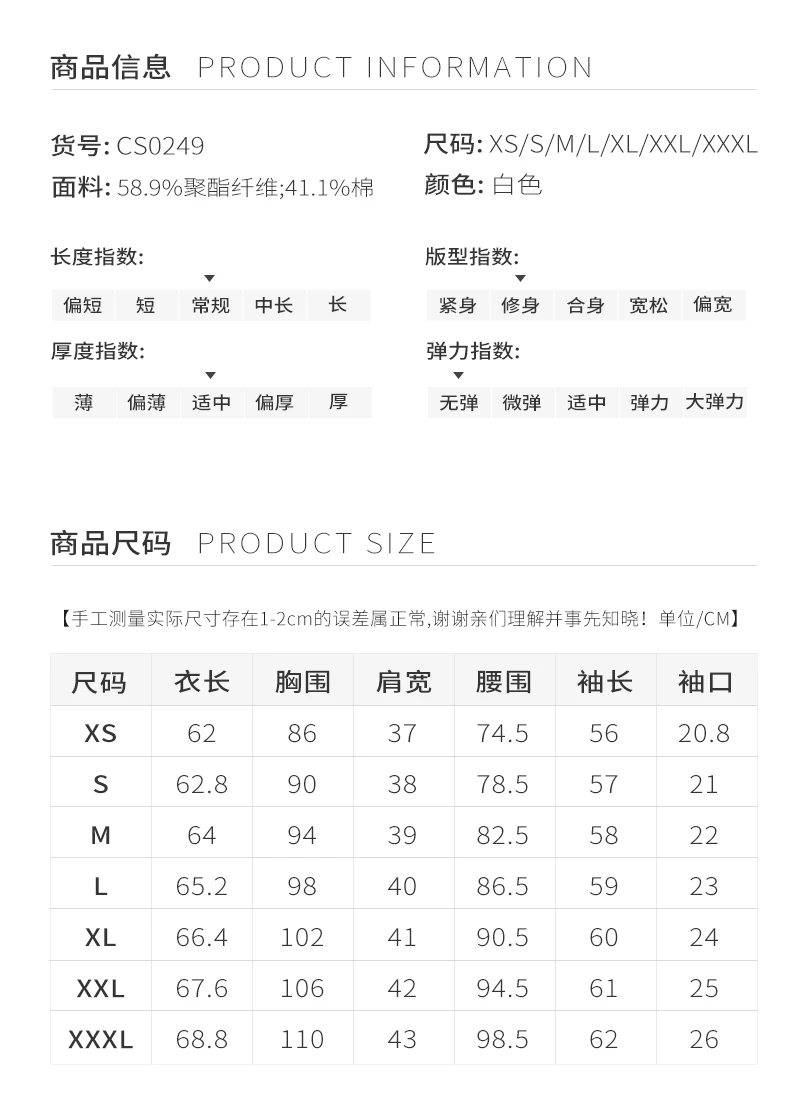 商品信息 PRODUCT INFORMATION
货号: CS0249 尺码: XS/S/M/L/XL/XXL/XXXL
面料: 58.9%聚酯纤维;41.1%棉 颜色: 白色
长度指数: 版型指数:
偏短 短 常规 中长 长 紧身 修身 合身 宽松 偏宽
厚度指数: 弹力指数:
薄 偏薄 适中 偏厚 厚 无弹 微弹 适中 弹力 大弹力
商品尺码 PRODUCT SIZE
【手工测量实际尺寸存在1-2cm的误差属正常,谢谢亲们理解并事先知晓！单位/CM】
尺码 衣长 胸围 肩宽 腰围 袖长 袖口
XS 62 86 37 74.5 56 20.8
S 62.8 90 38 78.5 57 21
M 64 94 39 82.5 58 22
L 65.2 98 40 86.5 59 23
XL 66.4 102 41 90.5 60 24
XXL 67.6 106 42 94.5 61 25
XXXL 68.8 110 43 98.5 62 26